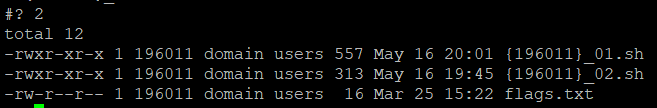 #? 2
total 12
-rwxr-xr-x 1 196011 domain users 557 May 16 20:01 {196011}_01.sh
-rwxr-xr-x 1 196011 domain users 313 May 16 19:45 {196011}_02.sh
-rw-r--r-- 1 196011 domain users  16 Mar 25 15:22 flags.txt